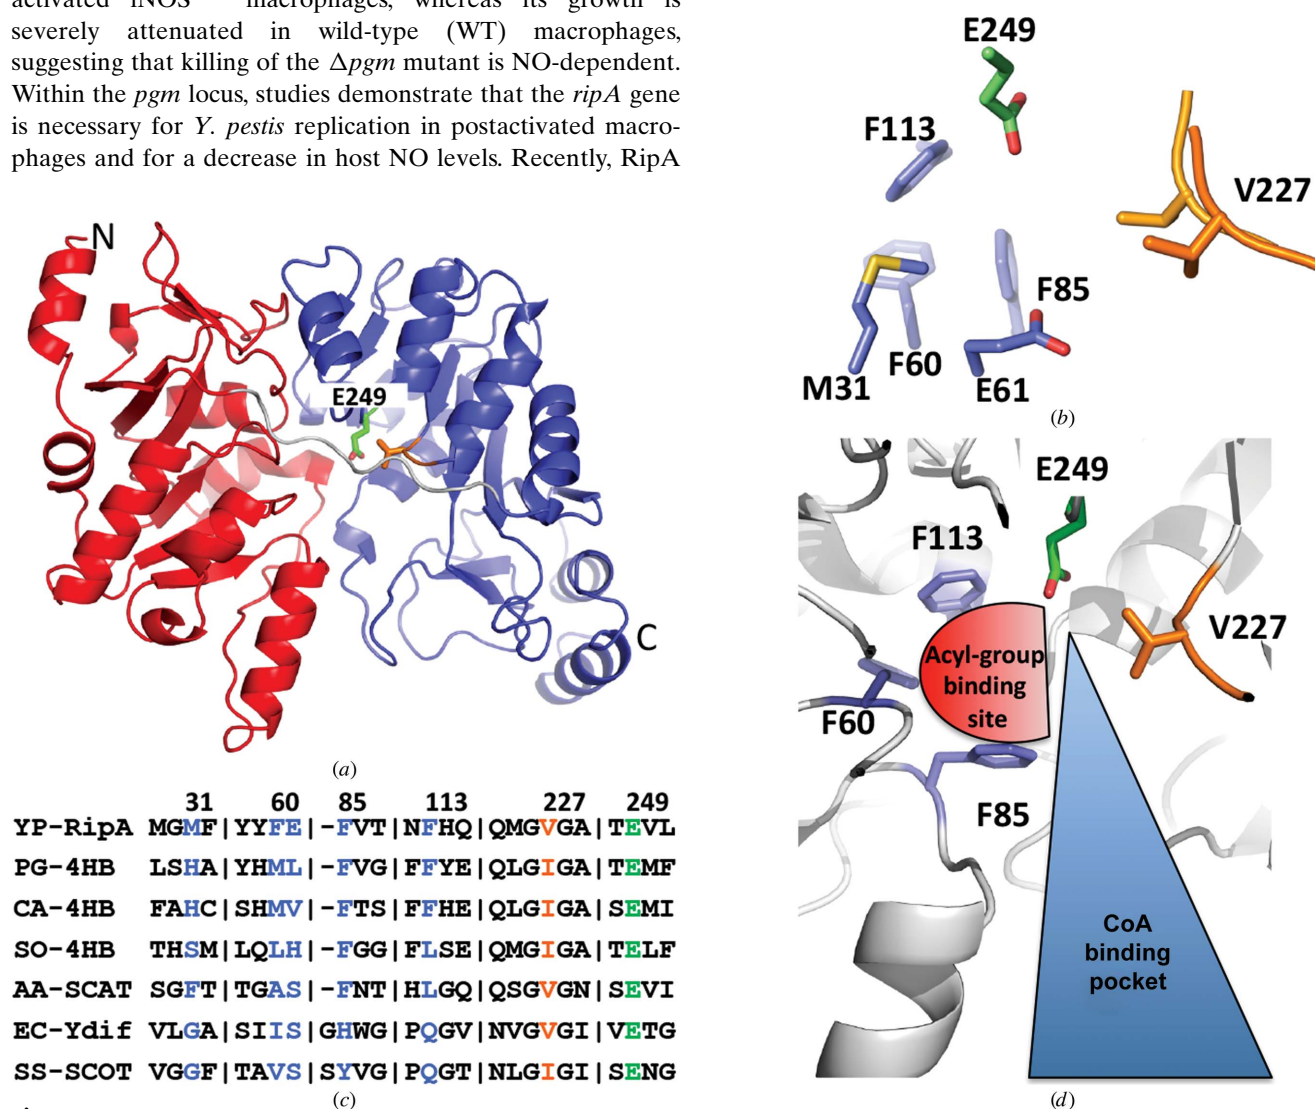 activated iNOS macrophages, whereas its growth is
severely attenuated in wild-type (WT) macrophages,
suggesting that killing of the Δpgm mutant is NO-dependent.
Within the pgm locus, studies demonstrate that the ripA gene
is necessary for Y. pestis replication in postactivated macro-
phages and for a decrease in host NO levels. Recently, RipA
N
E249
C
(a)
31 60 85 113 227 249
YP-RipA MGMF|YYFE|-FVT|NFHQ|QMGVGA|TEVL
PG-4HB LSHA|YHML|-FVG|FFYE|QLGIGA|TEMF
CA-4HB FAHC|SHMV|-FTS|FFHE|QLGIGA|SEMI
SO-4HB THSM|LQLH|-FGG|FLSE|QMGIGA|TELF
AA-SCAT SGFT|TGAS|-FNT|HLGQ|QSGVGN|SEVI
EC-Ydif VLGA|SIIS|GHWG|PQGV|NVGVGI|VETG
SS-SCOT VGGF|TAVS|SYVG|PQGT|NLGIGI|SENG
(c)
E249
F113
V227
F85
F60
M31
E61
(b)
E249
F113
V227
Acyl-group
binding
site
F60
F85
CoA
binding
pocket
(d)